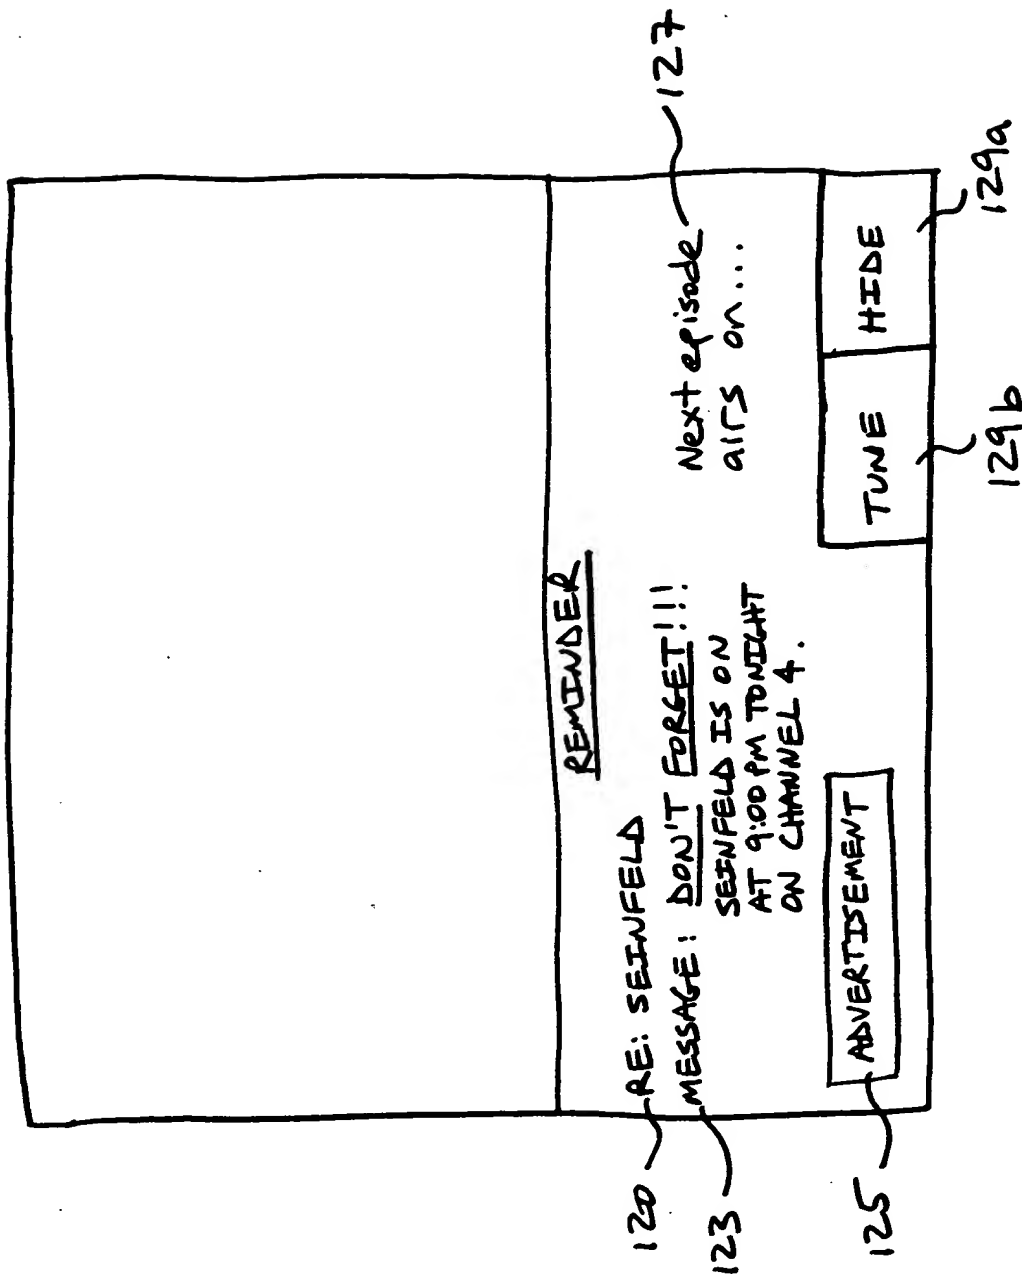 REMINDER
120 RE: SEINFELD
123 MESSAGE: DON'T FORGET!!!
SEINFELD IS ON
AT 9:00 PM TONIGHT
ON CHANNEL 4.
Next episode 127
airs on...
125 ADVERTISEMENT
TUNE
HIDE
129b
129a